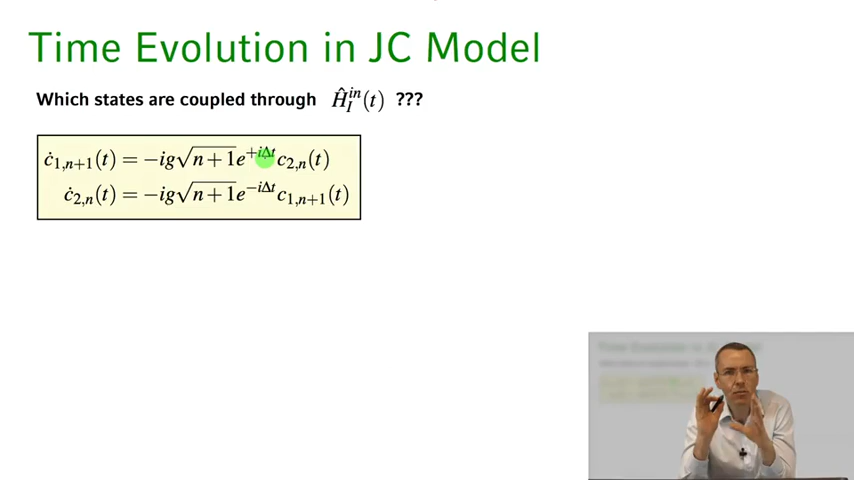 Time Evolution in JC Model
Which states are coupled through Ĥ_I^{in}(t) ???
ċ_{1,n+1}(t) = −ig√(n+1)e^{+iΔt}c_{2,n}(t)
ċ_{2,n}(t) = −ig√(n+1)e^{−iΔt}c_{1,n+1}(t)